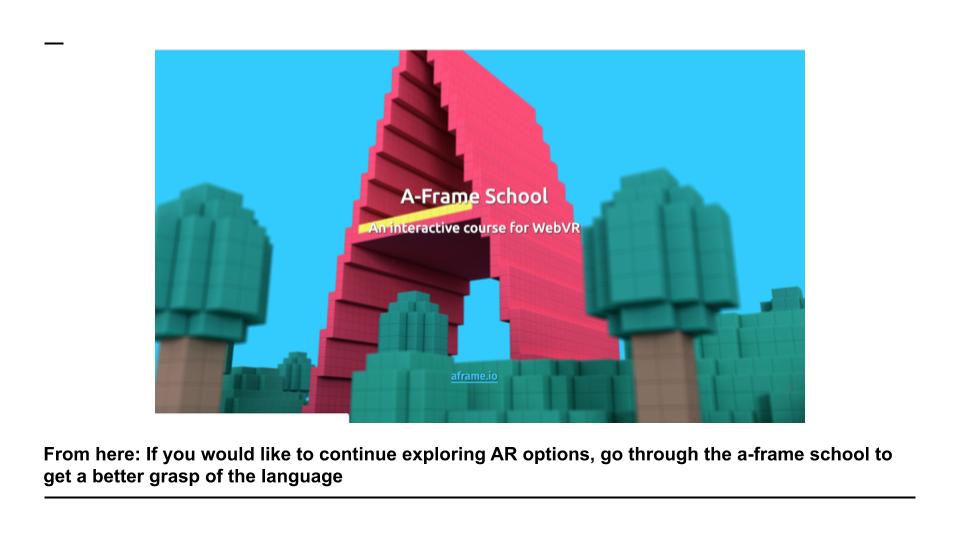 A-Frame School
An interactive course for WebVR
aframe.io
From here: If you would like to continue exploring AR options, go through the a-frame school to
get a better grasp of the language